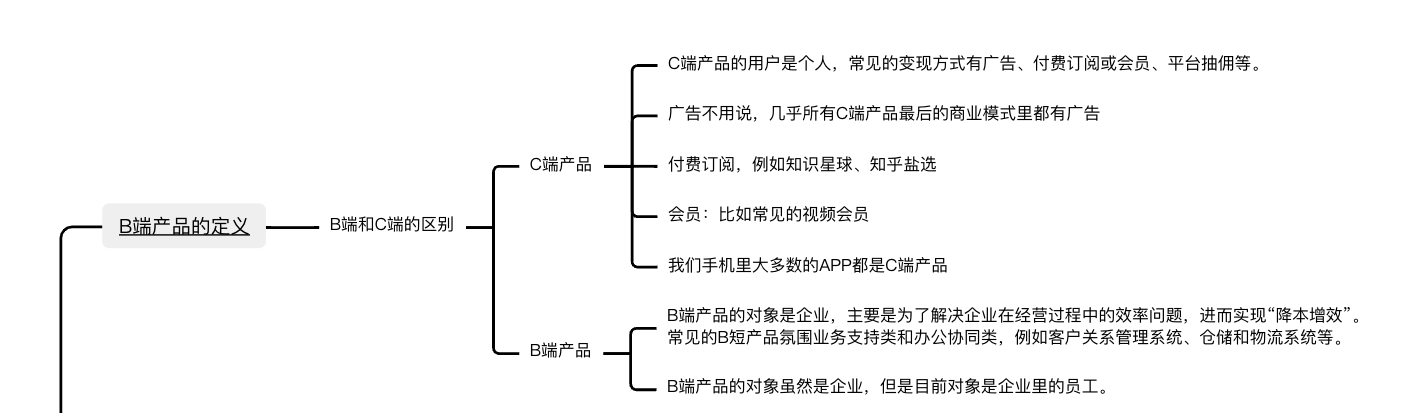 B端产品的定义
B端和C端的区别
C端产品
C端产品的用户是个人，常见的变现方式有广告、付费订阅或会员、平台抽佣等。
广告不用说，几乎所有C端产品最后的商业模式里都有广告
付费订阅，例如知识星球、知乎盐选
会员：比如常见的视频会员
我们手机里大多数的APP都是C端产品
B端产品
B端产品的对象是企业，主要是为了解决企业在经营过程中的效率问题，进而实现“降本增效”。
常见的B短产品氛围业务支持类和办公协同类，例如客户关系管理系统、仓储和物流系统等。
B端产品的对象虽然是企业，但是目前对象是企业里的员工。